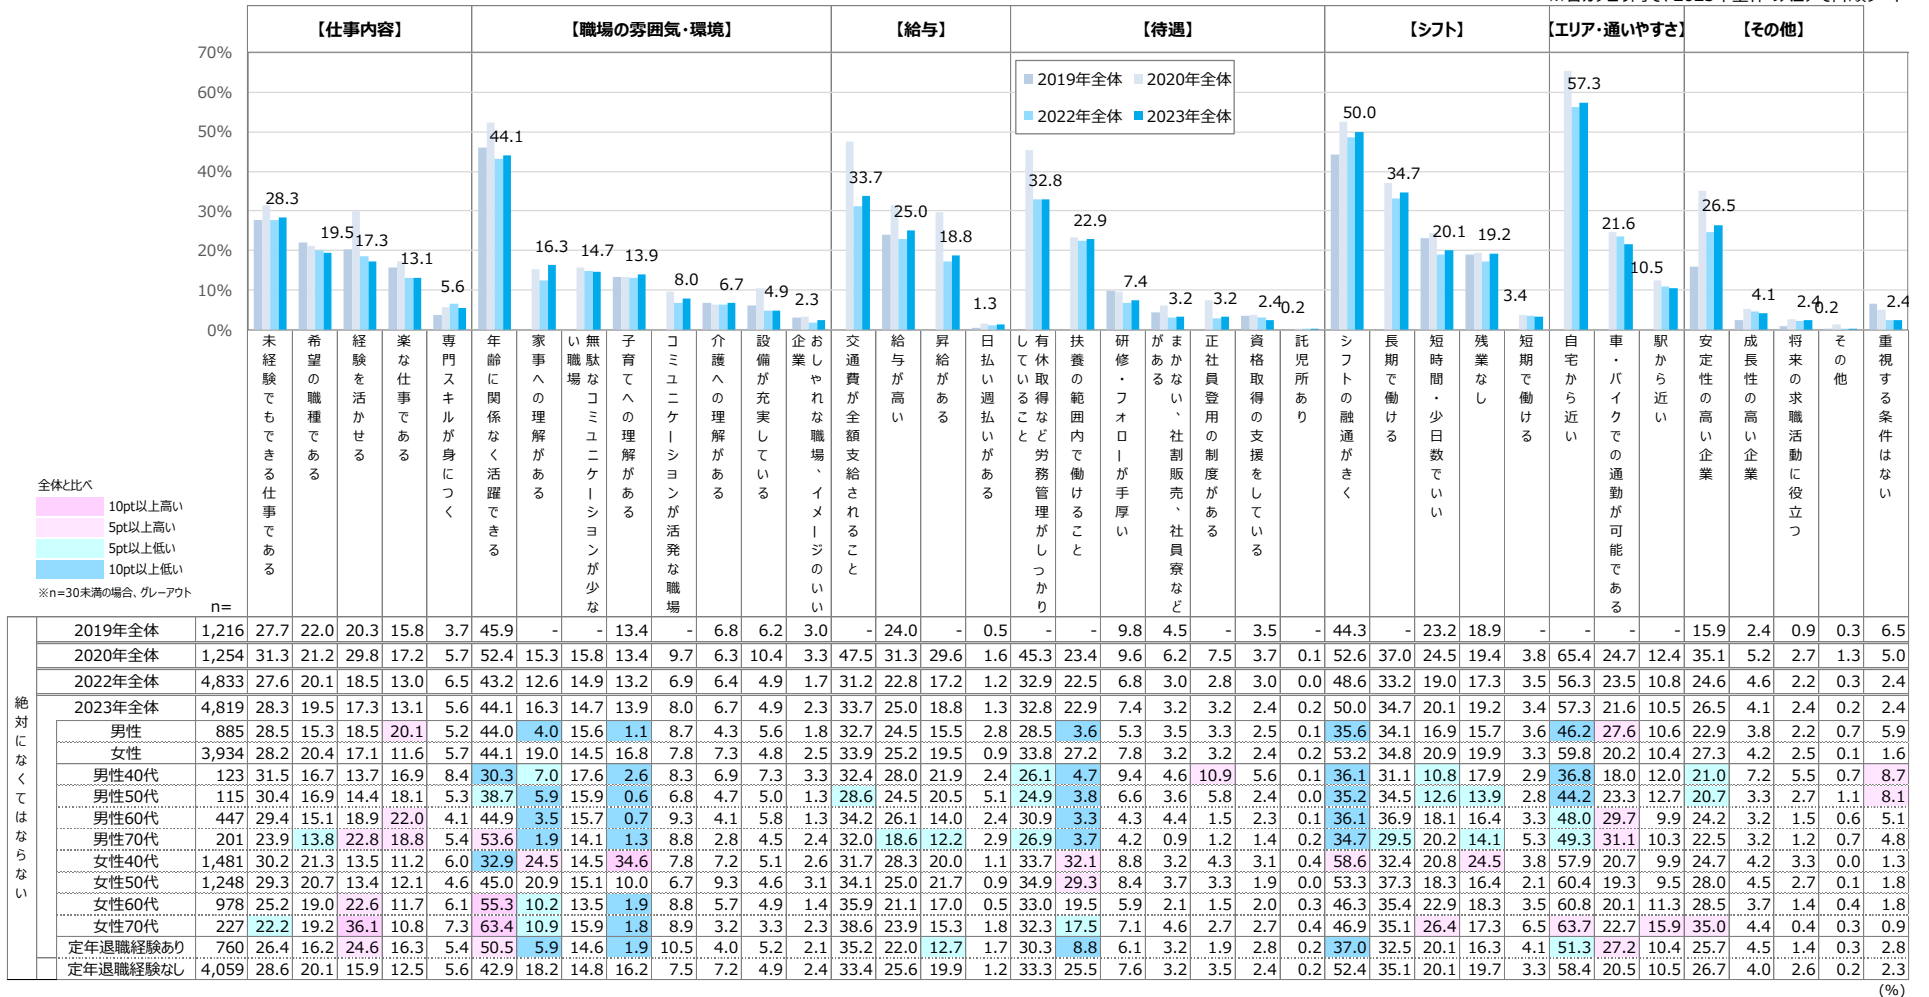 【仕事内容】 【職場の雰囲気・環境】 【給与】 【待遇】 【シフト】 【エリア・通いやすさ】 【その他】
70%
60%
50%
40%
30%
20%
10%
0%
2019年全体 2020年全体
2022年全体 2023年全体
28.3 19.5 17.3 13.1 5.6 44.1 16.3 14.7 13.9 8.0 6.7 4.9 2.3 33.7 25.0 18.8 1.3 32.8 22.9 7.4 3.2 3.2 2.4 0.2 50.0 34.7 20.1 19.2 3.4 57.3 21.6 10.5 26.5 4.1 2.4 0.2 2.4
未経験でもできる仕事である
希望の職種である
経験を活かせる
楽な仕事である
専門スキルが身につく
年齢に関係なく活躍できる
家事への理解がある
無駄なコミュニケーションが少な
い職場
子育てへの理解がある
コミュニケーションが活発な職場
介護への理解がある
設備が充実している
おしゃれな職場、イメージのいい
企業
交通費が全額支給されること
給与が高い
昇給がある
日払い週払いがある
有休取得など労務管理がしっかり
していること
扶養の範囲内で働けること
研修・フォローが手厚い
まかない、社割販売、社員寮など
がある
正社員登用の制度がある
資格取得の支援をしている
託児所あり
シフトの融通がきく
長期で働ける
短時間・少日数でいい
残業なし
短期で働ける
自宅から近い
車・バイクでの通勤が可能である
駅から近い
安定性の高い企業
成長性の高い企業
将来の求職活動に役立つ
その他
重視する条件はない
全体と比べ
10pt以上高い
5pt以上高い
5pt以上低い
10pt以上低い
※n=30未満の場合、グレーアウト
n=
絶対になくてはならない
2019年全体 1,216 27.7 22.0 20.3 15.8 3.7 45.9 - - 13.4 - 6.8 6.2 3.0 - 24.0 - 0.5 - - 9.8 4.5 - 3.5 - 44.3 - 23.2 18.9 - - - - 15.9 2.4 0.9 0.3 6.5
2020年全体 1,254 31.3 21.2 29.8 17.2 5.7 52.4 15.3 15.8 13.4 9.7 6.3 10.4 3.3 47.5 31.3 29.6 1.6 45.3 23.4 9.6 6.2 7.5 3.7 0.1 52.6 37.0 24.5 19.4 3.8 65.4 24.7 12.4 35.1 5.2 2.7 1.3 5.0
2022年全体 4,833 27.6 20.1 18.5 13.0 6.5 43.2 12.6 14.9 13.2 6.9 6.4 4.9 1.7 31.2 22.8 17.2 1.2 32.9 22.5 6.8 3.0 2.8 3.0 0.0 48.6 33.2 19.0 17.3 3.5 56.3 23.5 10.8 24.6 4.6 2.2 0.3 2.4
2023年全体 4,819 28.3 19.5 17.3 13.1 5.6 44.1 16.3 14.7 13.9 8.0 6.7 4.9 2.3 33.7 25.0 18.8 1.3 32.8 22.9 7.4 3.2 3.2 2.4 0.2 50.0 34.7 20.1 19.2 3.4 57.3 21.6 10.5 26.5 4.1 2.4 0.2 2.4
男性 885 28.5 15.3 18.5 20.1 5.2 44.0 4.0 15.6 1.1 8.7 4.3 5.6 1.8 32.7 24.5 15.5 2.8 28.5 3.6 5.3 3.5 3.3 2.5 0.1 35.6 34.1 16.9 15.7 3.6 46.2 27.6 10.6 22.9 3.8 2.2 0.7 5.9
女性 3,934 28.2 20.4 17.1 11.6 5.7 44.1 19.0 14.5 16.8 7.8 7.3 4.8 2.5 33.9 25.2 19.5 0.9 33.8 27.2 7.8 3.2 3.2 2.4 0.2 53.2 34.8 20.9 19.9 3.3 59.8 20.2 10.4 27.3 4.2 2.5 0.1 1.6
男性40代 123 31.5 16.7 13.7 16.9 8.4 30.3 7.0 17.6 2.6 8.3 6.9 7.3 3.3 32.4 28.0 21.9 2.4 26.1 4.7 9.4 4.6 10.9 5.6 0.1 36.1 31.1 10.8 17.9 2.9 36.8 18.0 12.0 21.0 7.2 5.5 0.7 8.7
男性50代 115 30.4 16.9 14.4 18.1 5.3 38.7 5.9 15.9 0.6 6.8 4.7 5.0 1.3 28.6 24.5 20.5 5.1 24.9 3.8 6.6 3.6 5.8 2.4 0.0 35.2 34.5 12.6 13.9 2.8 44.2 23.3 12.7 20.7 3.3 2.7 1.1 8.1
男性60代 447 29.4 15.1 18.9 22.0 4.1 44.9 3.5 15.7 0.7 9.3 4.1 5.8 1.3 34.2 26.1 14.0 2.4 30.9 3.3 4.3 4.4 1.5 2.3 0.1 36.1 36.9 18.1 16.4 3.3 48.0 29.7 9.9 24.2 3.2 1.5 0.6 5.1
男性70代 201 23.9 13.8 22.8 18.8 5.4 53.6 1.9 14.1 1.3 8.8 2.8 4.5 2.4 32.0 18.6 12.2 2.9 26.9 3.7 4.2 0.9 1.2 1.4 0.2 34.7 29.5 20.2 14.1 5.3 49.3 31.1 10.3 22.5 3.2 1.2 0.7 4.8
女性40代 1,481 30.2 21.3 13.5 11.2 6.0 32.9 24.5 14.5 34.6 7.8 7.2 5.1 2.6 31.7 28.3 20.0 1.1 33.7 32.1 8.8 3.2 4.3 3.1 0.4 58.6 32.4 20.8 24.5 3.8 57.9 20.7 9.9 24.7 4.2 3.3 0.0 1.3
女性50代 1,248 29.3 20.7 13.4 12.1 4.6 45.0 20.9 15.1 10.0 6.7 9.3 4.6 3.1 34.1 25.0 21.7 0.9 34.9 29.3 8.4 3.7 3.3 1.9 0.0 53.3 37.3 18.3 16.4 2.1 60.4 19.3 9.5 28.0 4.5 2.7 0.1 1.8
女性60代 978 25.2 19.0 22.6 11.7 6.1 55.3 10.2 13.5 1.9 8.8 5.7 4.9 1.4 35.9 21.1 17.0 0.5 33.0 19.5 5.9 2.1 1.5 2.0 0.3 46.3 35.4 22.9 18.3 3.5 60.8 20.1 11.3 28.5 3.7 1.4 0.4 1.8
女性70代 227 22.2 19.2 36.1 10.8 7.3 63.4 10.9 15.9 1.8 8.9 3.2 3.3 2.3 38.6 23.9 15.3 1.8 32.8 17.5 7.1 4.6 2.7 2.7 0.4 46.9 35.1 26.4 17.3 6.5 63.7 22.7 15.9 35.0 4.4 0.4 0.3 0.9
定年退職経験あり 760 26.4 16.2 24.6 16.3 5.4 50.5 5.9 14.6 1.9 10.5 4.0 5.2 2.1 35.2 22.0 12.7 1.7 30.3 8.8 6.1 3.2 1.9 2.8 0.2 37.0 32.5 20.1 16.3 4.1 51.3 27.2 10.4 25.7 4.5 1.4 0.3 2.8
定年退職経験なし 4,059 28.6 20.1 15.9 12.5 5.6 42.9 18.2 14.8 16.2 7.5 7.2 4.9 2.4 33.4 25.6 19.9 1.2 33.3 25.5 7.6 3.2 3.5 2.4 0.2 52.4 35.1 20.1 19.7 3.3 58.4 20.5 10.5 26.7 4.0 2.6 0.2 2.3
(%)